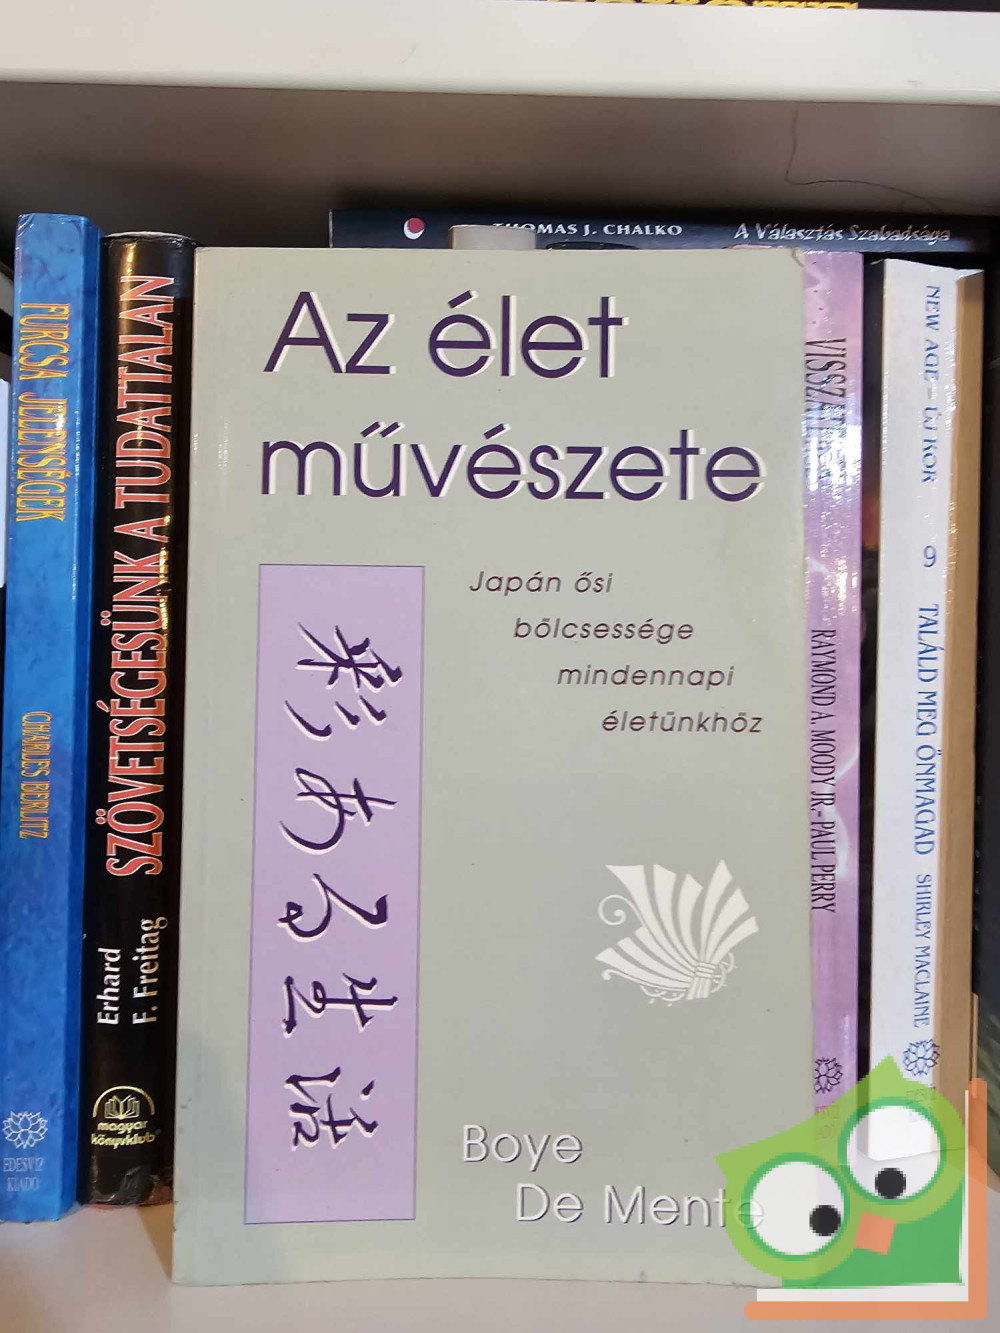 THOMAS J. CHALKO
A Választás Szabadsága
FURCSA JELENSÉGEK
CHARLES BERLITZ
ÉDESVÍZ
KIADÓ
SZÖVETSÉGESÜNK A TUDATTALAN
Erhard
F. Freitag
magyar
könyvklub
Az élet
művészete
Japán ősi
bölcsessége
mindennapi
életünkhöz
彩ある生活
Boye
De Mente
RAYMOND A. MOODY JR.-PAUL PERRY
NEW AGE – ÚJ KOR
9
TALÁLD MEG ÖNMAGAD
SHIRLEY MACLAINE